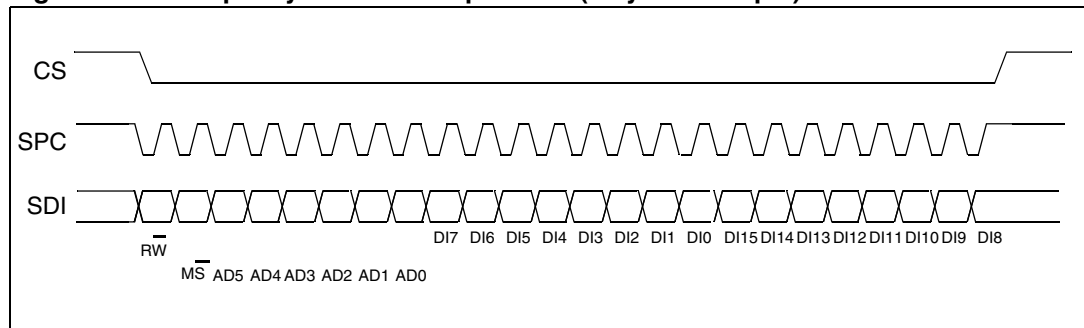 CS
SPC
SDI
DI7 DI6 DI5 DI4 DI3 DI2 DI1 DI0 DI15 DI14 DI13 DI12 DI11 DI10 DI9 DI8
RW
MS AD5 AD4 AD3 AD2 AD1 AD0